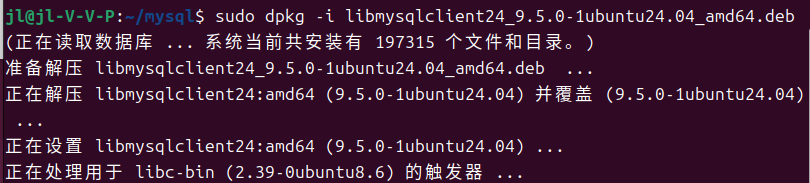 jl@jl-V-V-P:~/mysql$ sudo dpkg -i libmysqlclient24_9.5.0-1ubuntu24.04_amd64.deb
(正在读取数据库 ... 系统当前共安装有 197315 个文件和目录。)
准备解压 libmysqlclient24_9.5.0-1ubuntu24.04_amd64.deb  ...
正在解压 libmysqlclient24:amd64 (9.5.0-1ubuntu24.04) 并覆盖 (9.5.0-1ubuntu24.04)
 ...
正在设置 libmysqlclient24:amd64 (9.5.0-1ubuntu24.04) ...
正在处理用于 libc-bin (2.39-0ubuntu8.6) 的触发器 ...